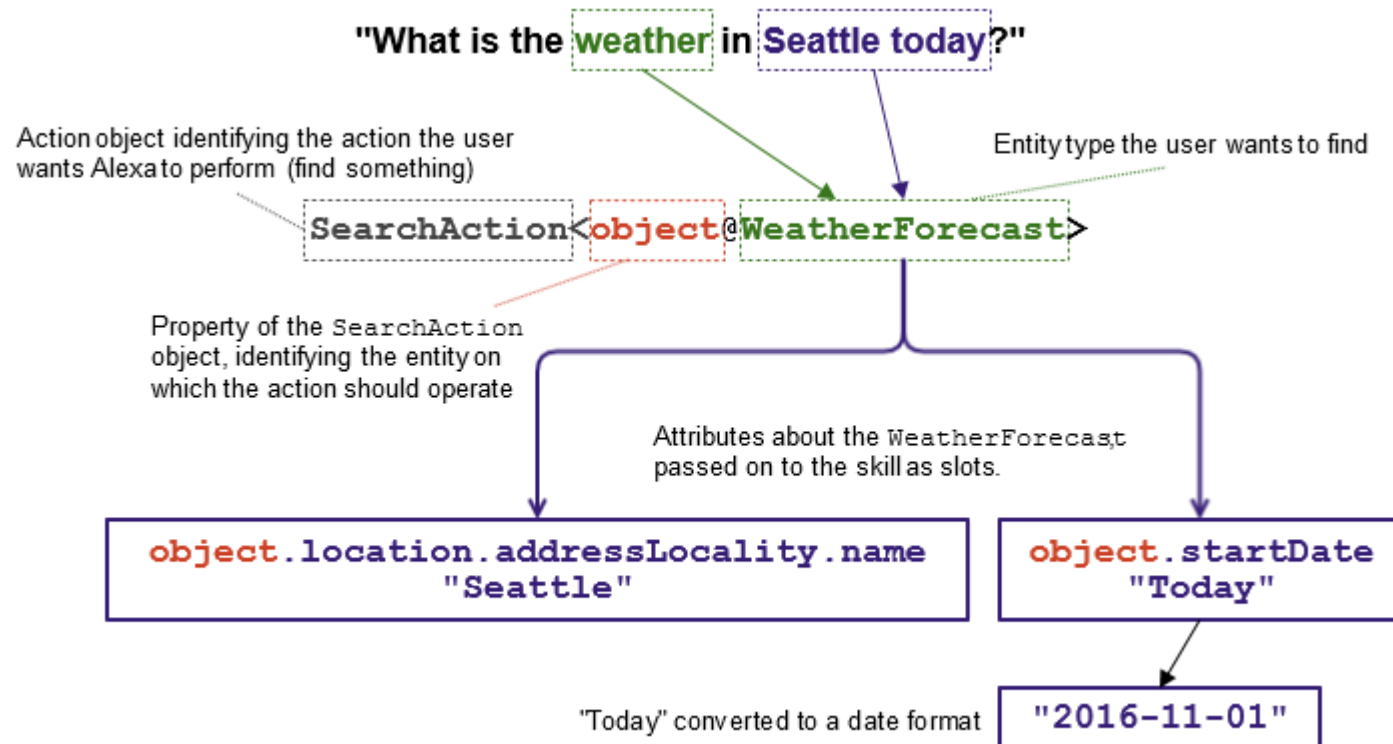 "What is the weather in Seattle today?"
Action object identifying the action the user
wants Alexa to perform (find something)
Entity type the user wants to find
SearchAction<object@WeatherForecast>
Property of the SearchAction
object, identifying the entity on
which the action should operate
Attributes about the WeatherForecast,
passed on to the skill as slots.
object.location.addressLocality.name
"Seattle"
object.startDate
"Today"
"Today" converted to a date format
"2016-11-01"